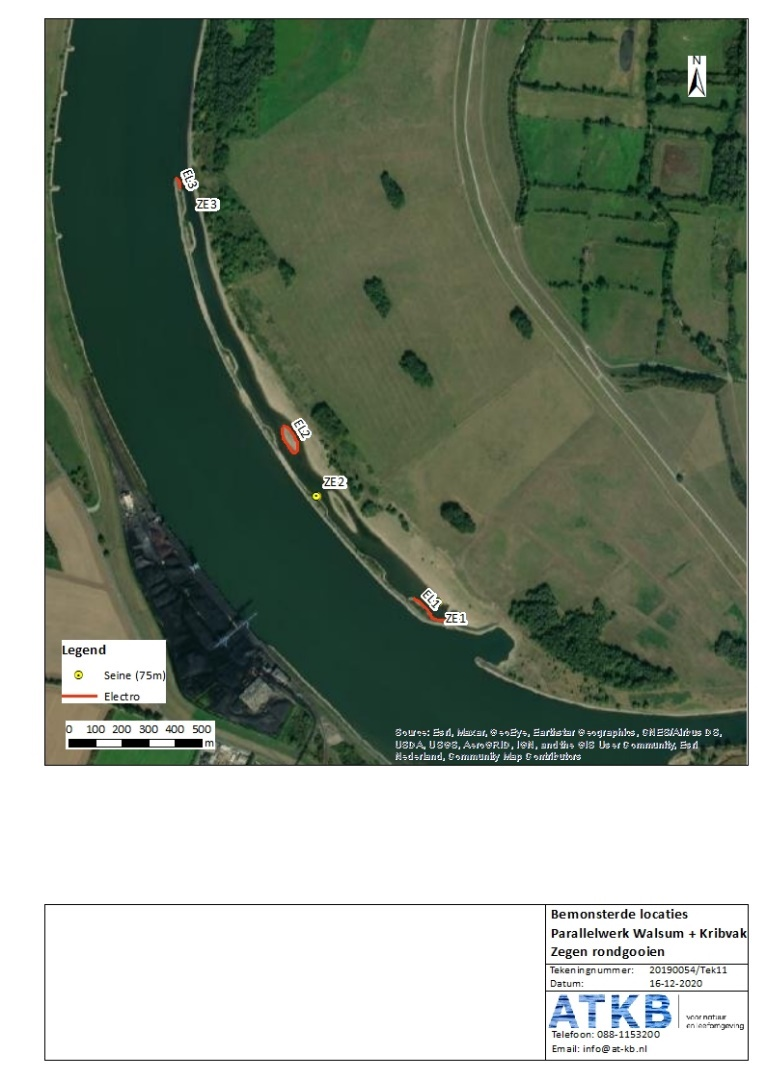 N
EL3
ZE3
EL2
ZE2
EL1
ZE1
Legend
Seine (75m)
Electro
0 100 200 300 400 500
m
Source: Esri, Maxar, GeoEye, Earthstar Geographics, CNES/Airbus DS,
USDA, USGS, AeroGRID, IGN, and the GIS User Community, Esri
Nederland, Community Map Contributors
Bemonsterde locaties
Parallelwerk Walsum + Kribvak
Zegen rondgooien
Tekeningnummer: 20190054/Tek11
Datum: 16-12-2020
ATKB
voor natuur
en leefomgeving
Telefoon: 088-1153200
Email: info@at-kb.nl